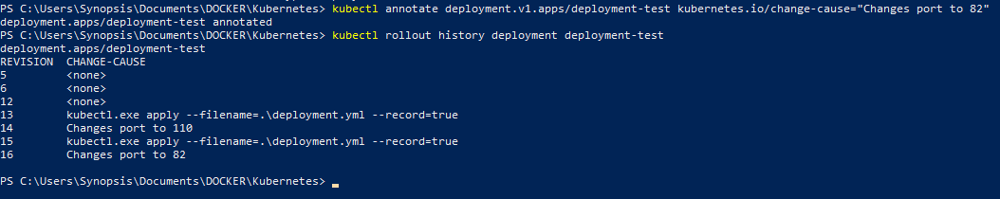 PS C:\Users\Synopsis\Documents\DOCKER\Kubernetes> kubectl annotate deployment.v1.apps/deployment-test kubernetes.io/change-cause="Changes port to 82"
deployment.apps/deployment-test annotated
PS C:\Users\Synopsis\Documents\DOCKER\Kubernetes> kubectl rollout history deployment deployment-test
deployment.apps/deployment-test
REVISION  CHANGE-CAUSE
5         <none>
6         <none>
12        <none>
13        kubectl.exe apply --filename=.\deployment.yml --record=true
14        Changes port to 110
15        kubectl.exe apply --filename=.\deployment.yml --record=true
16        Changes port to 82
PS C:\Users\Synopsis\Documents\DOCKER\Kubernetes>